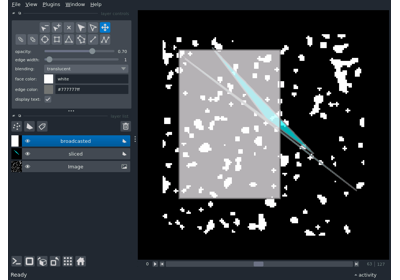 File View Plugins Window Help
opacity: 0.70
edge width: 1
blending: translucent
face color: white
edge color: #777777ff
display text: ✓
broadcasted
sliced
image
Ready
activity